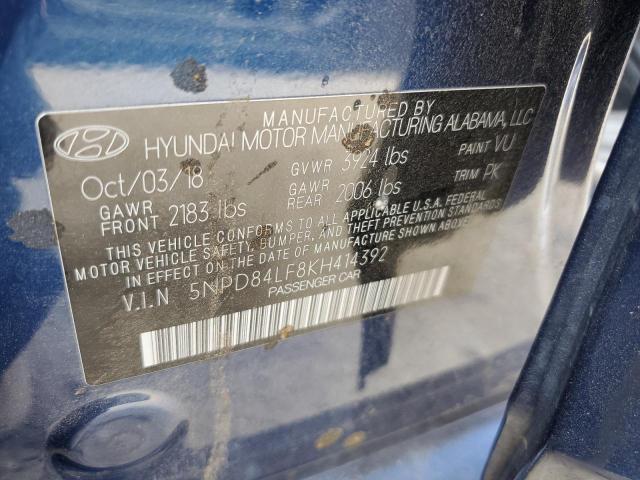 MANUFACTURED BY
HYUNDAI MOTOR MANUFACTURING ALABAMA, LLC
Oct/03/18 GVWR 3924 lbs PAINT VU
GAWR FRONT 2183 lbs GAWR REAR 2006 lbs TRIM PK
THIS VEHICLE CONFORMS TO ALL APPLICABLE U.S.A. FEDERAL
MOTOR VEHICLE SAFETY, BUMPER, AND THEFT PREVENTION STANDARDS
IN EFFECT ON THE DATE OF MANUFACTURE SHOWN ABOVE.
V.I.N 5NPD84LF8KH414392
PASSENGER CAR